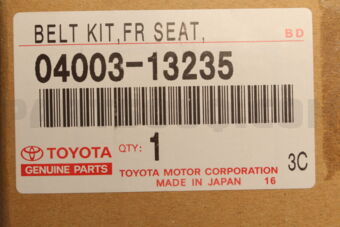 BELT KIT,FR SEAT, BD
04003-13235
TOYOTA QTY: 1
GENUINE PARTS TOYOTA MOTOR CORPORATION 3C
MADE IN JAPAN 16